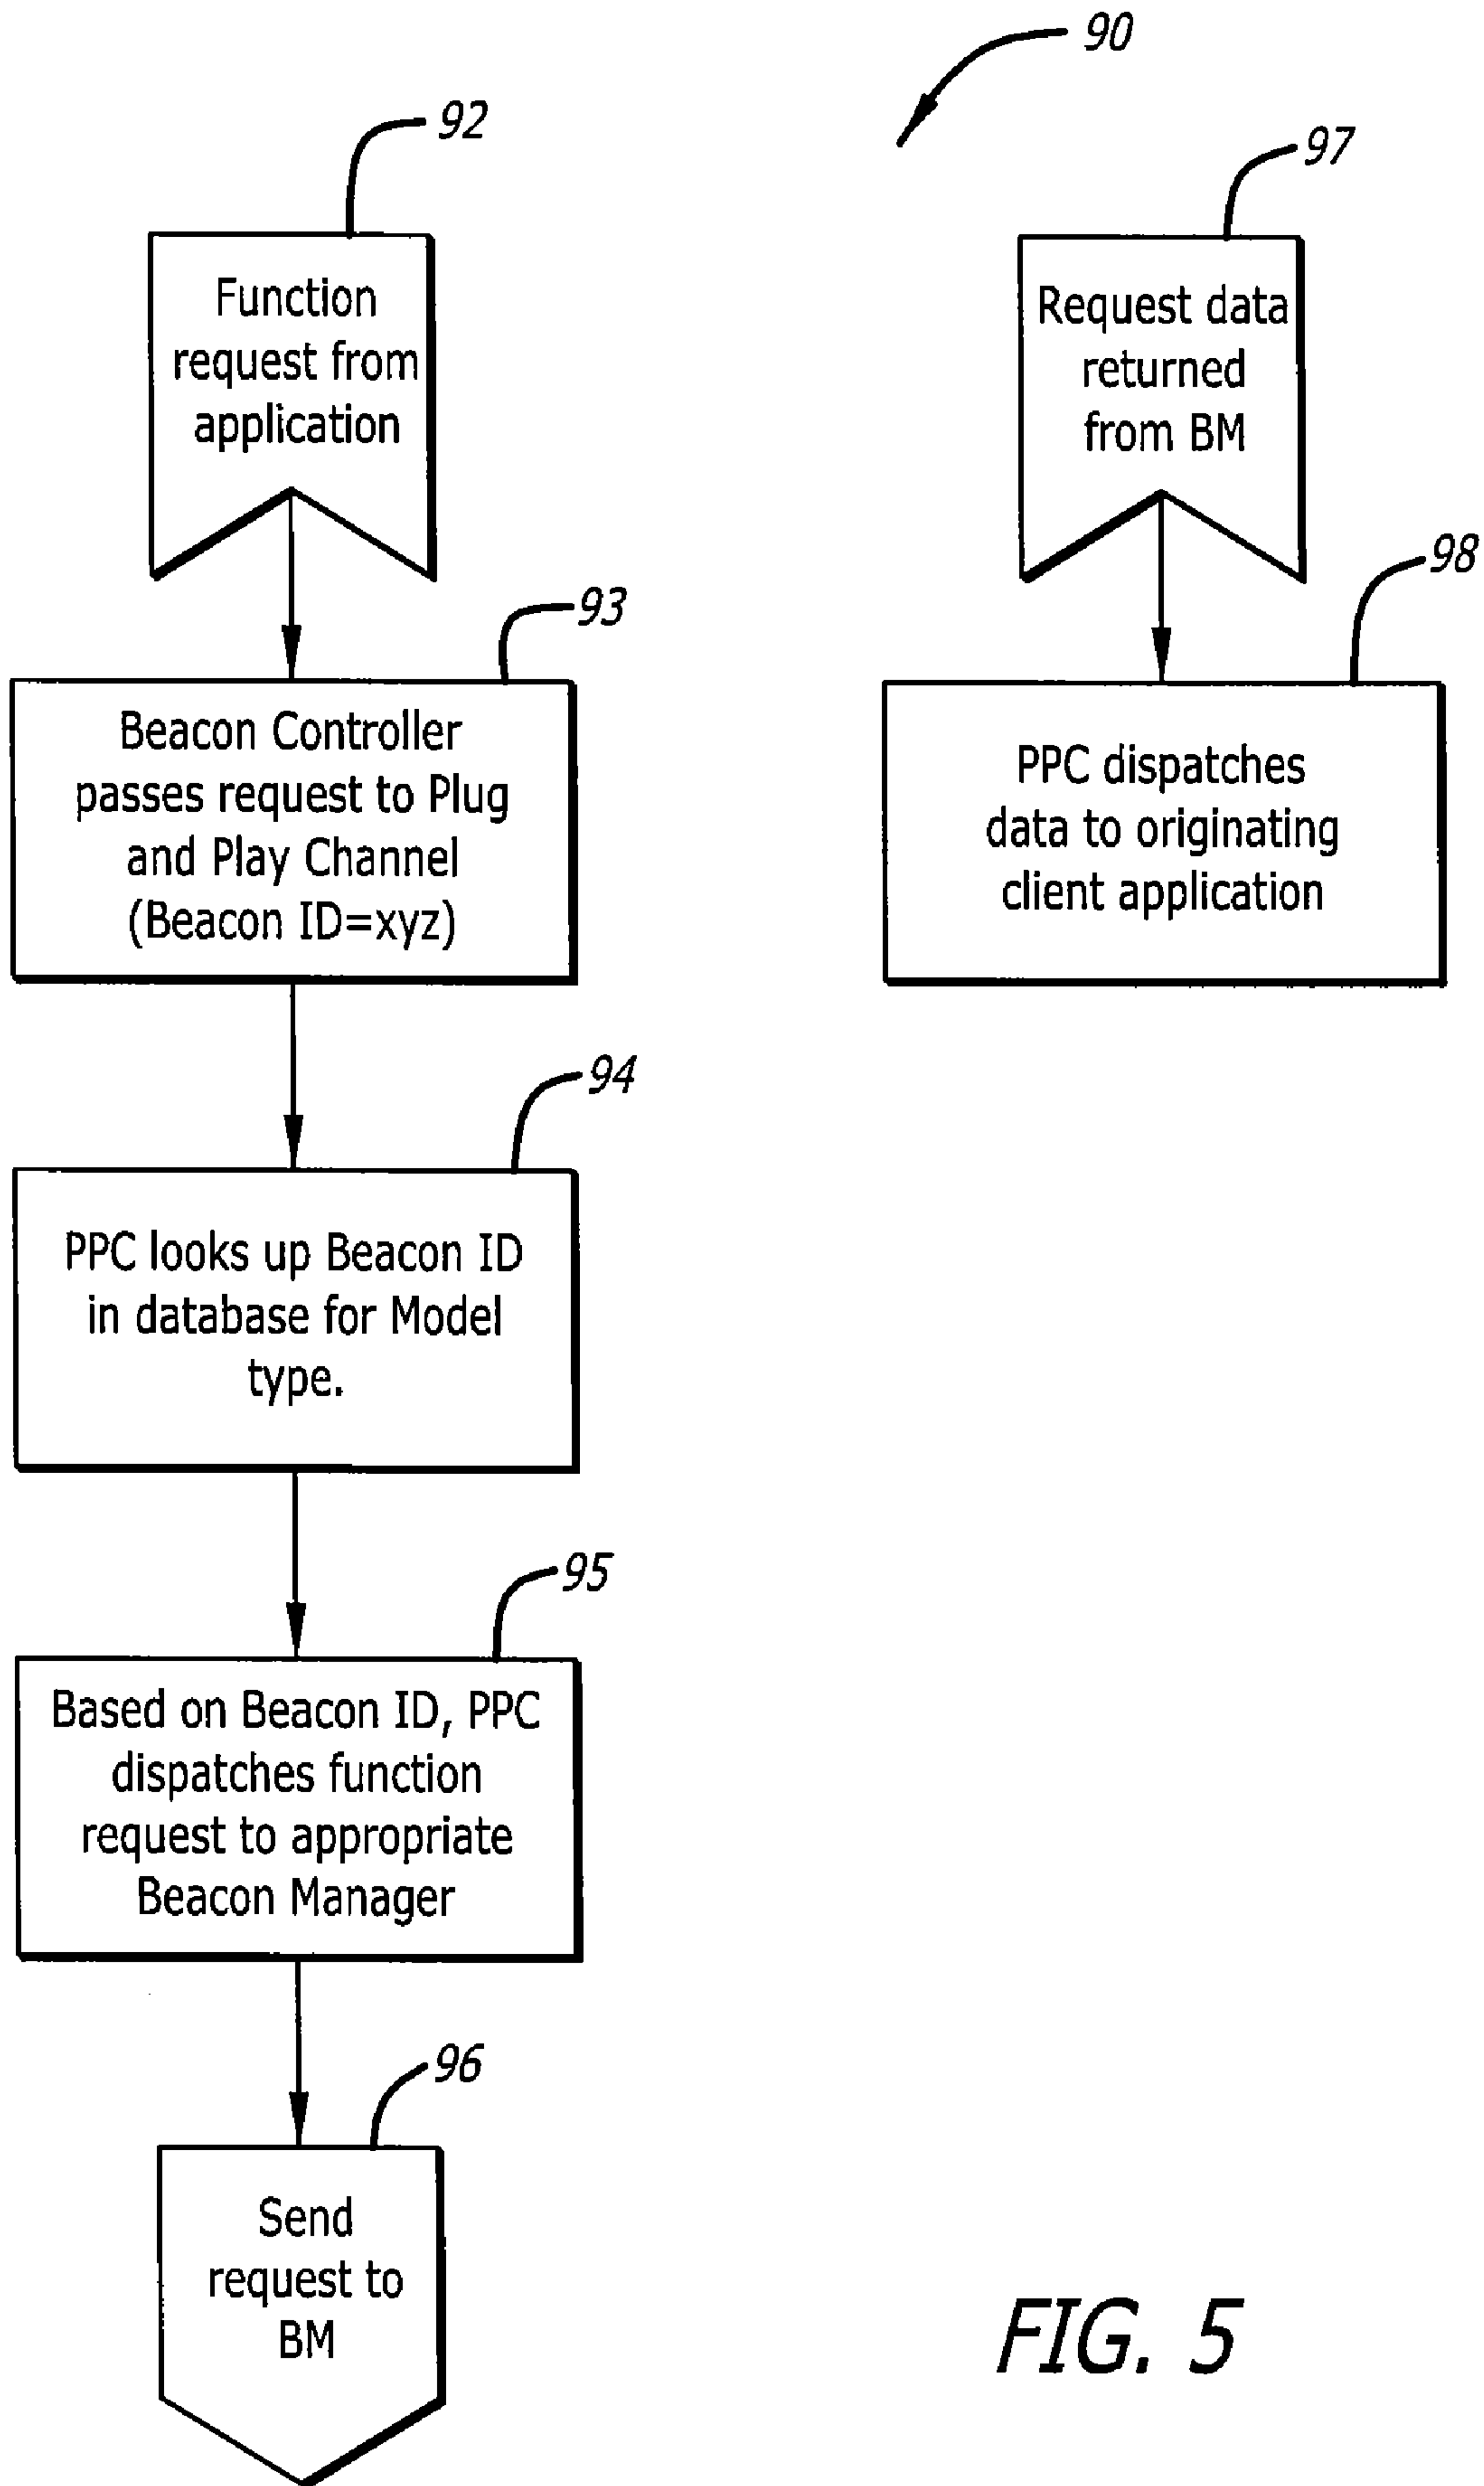 90
92
Function
request from
application
93
Beacon Controller
passes request to Plug
and Play Channel
(Beacon ID=xyz)
94
PPC looks up Beacon ID
in database for Model
type.
95
Based on Beacon ID, PPC
dispatches function
request to appropriate
Beacon Manager
96
Send
request to
BM
97
Request data
returned
from BM
98
PPC dispatches
data to originating
client application
FIG. 5